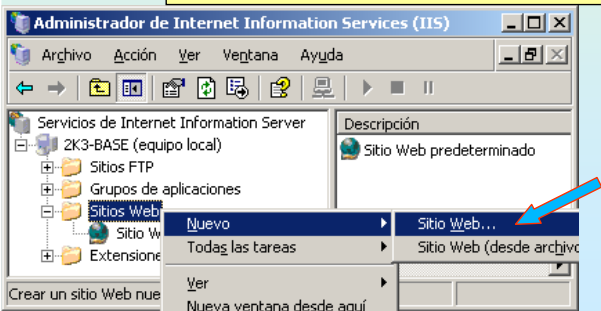 Administrador de Internet Information Services (IIS)
Archivo Acción Ver Ventana Ayuda
Servicios de Internet Information Server
Descripción
2K3-BASE (equipo local)
Sitio Web predeterminado
Sitios FTP
Grupos de aplicaciones
Sitios Web
Nuevo
Sitio Web...
Sitio W
Todas las tareas
Sitio Web (desde archivo
Extensione
Ver
Crear un sitio Web nue
Nueva ventana desde aquí